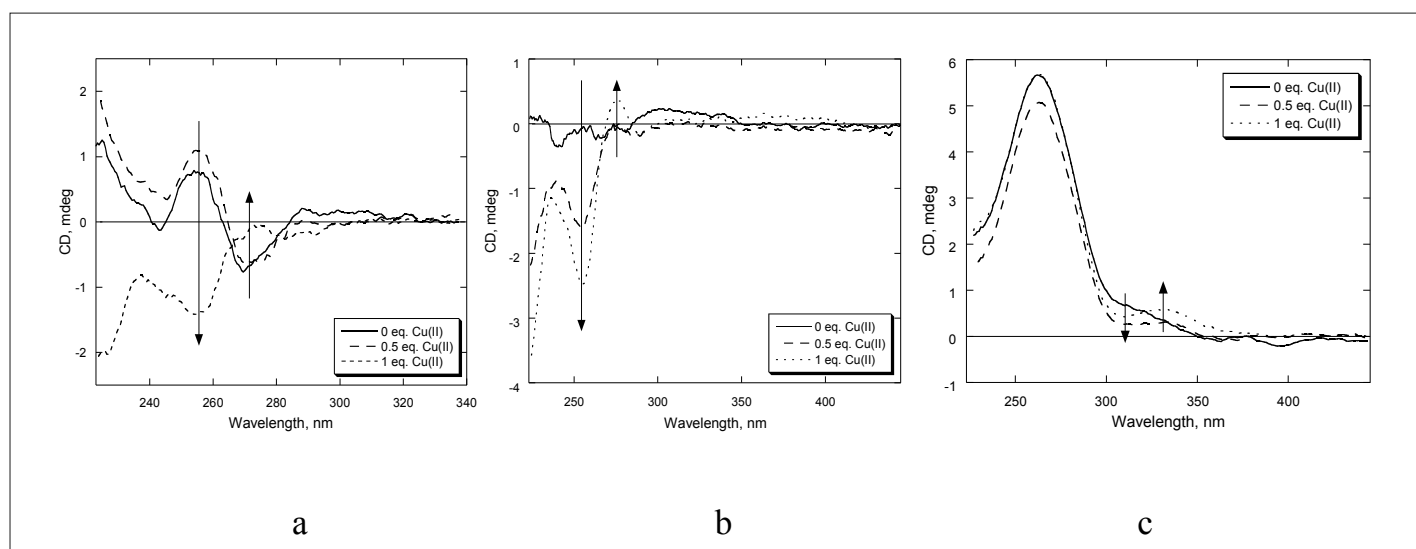 2
1
0
-1
-2
CD, mdeg
0 eq. Cu(II)
0.5 eq. Cu(II)
1 eq. Cu(II)
240 260 280 300 320 340
Wavelength, nm
a
1
0
-1
-2
-3
-4
CD, mdeg
0 eq. Cu(II)
0.5 eq. Cu(II)
1 eq. Cu(II)
250 300 350 400
Wavelength, nm
b
6
5
4
3
2
1
0
-1
CD, mdeg
0 eq. Cu(II)
0.5 eq. Cu(II)
1 eq. Cu(II)
250 300 350 400
Wavelength, nm
c